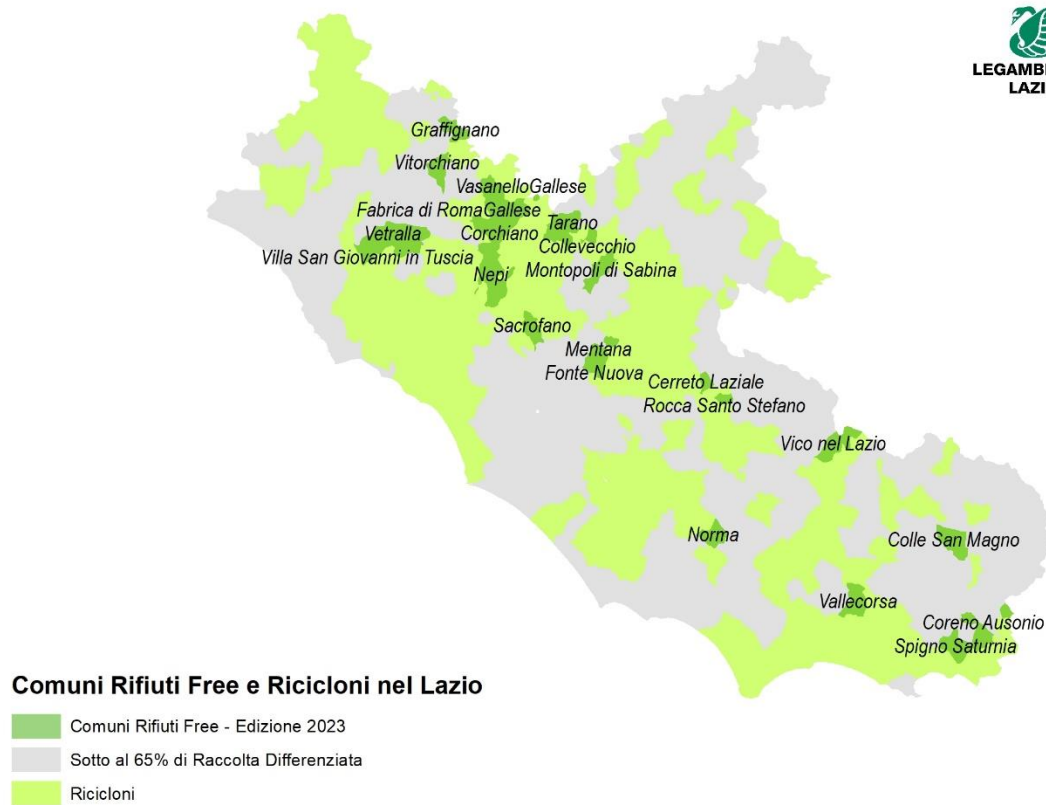 LEGAMB
LAZI
Graffignano
Vitorchiano
VasanelloGallese
Fabrica di RomaGallese
Tarano
Vetralla
Corchiano
Collevecchio
Villa San Giovanni in Tuscia
Nepi
Montopoli di Sabina
Sacrofano
Mentana
Fonte Nuova
Cerreto Laziale
Rocca Santo Stefano
Vico nel Lazio
Norma
Colle San Magno
Vallecorsa
Coreno Ausonio
Spigno Saturnia
Comuni Rifiuti Free e Ricicloni nel Lazio
Comuni Rifiuti Free - Edizione 2023
Sotto al 65% di Raccolta Differenziata
Ricicloni